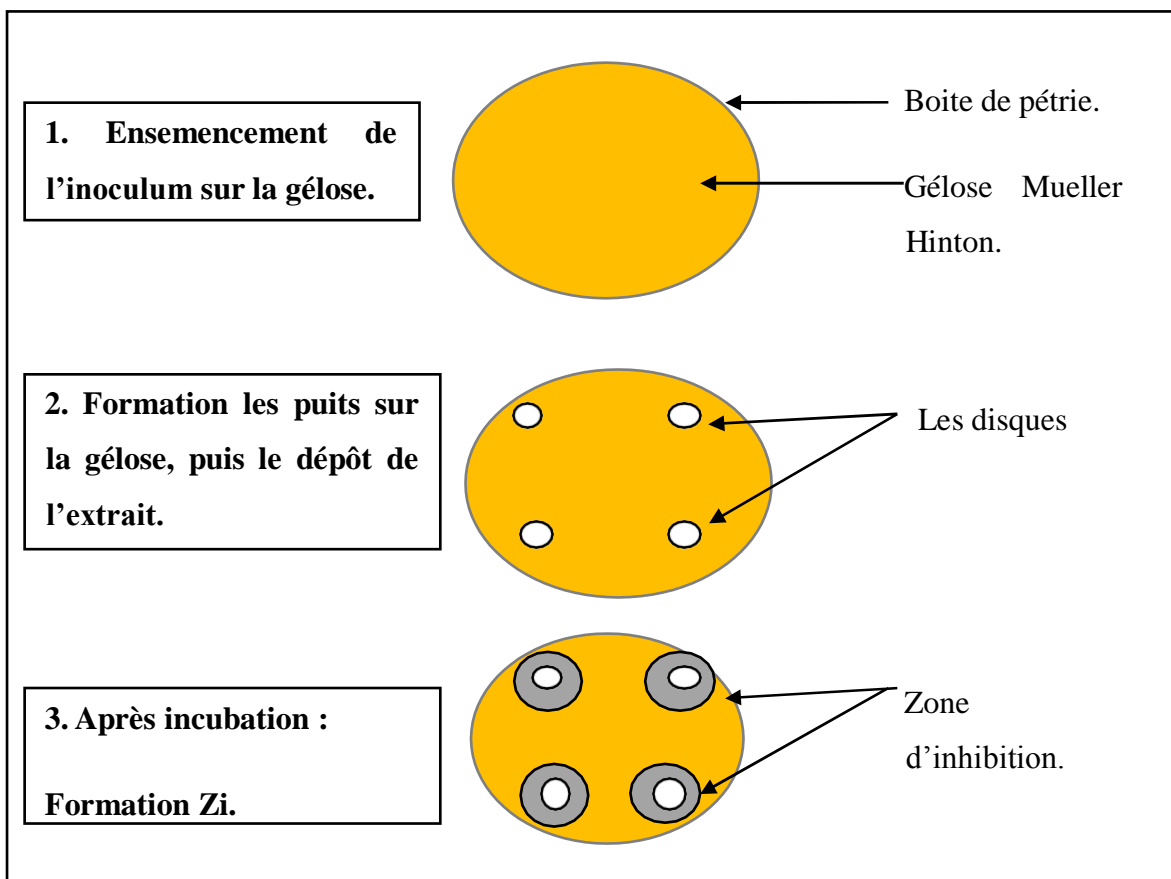 1. Ensemencement de
l’inoculum sur la gélose.
Boite de pétrie.
Gélose Mueller
Hinton.
2. Formation les puits sur
la gélose, puis le dépôt de
l’extrait.
Les disques
3. Après incubation :
Formation Zi.
Zone
d’inhibition.